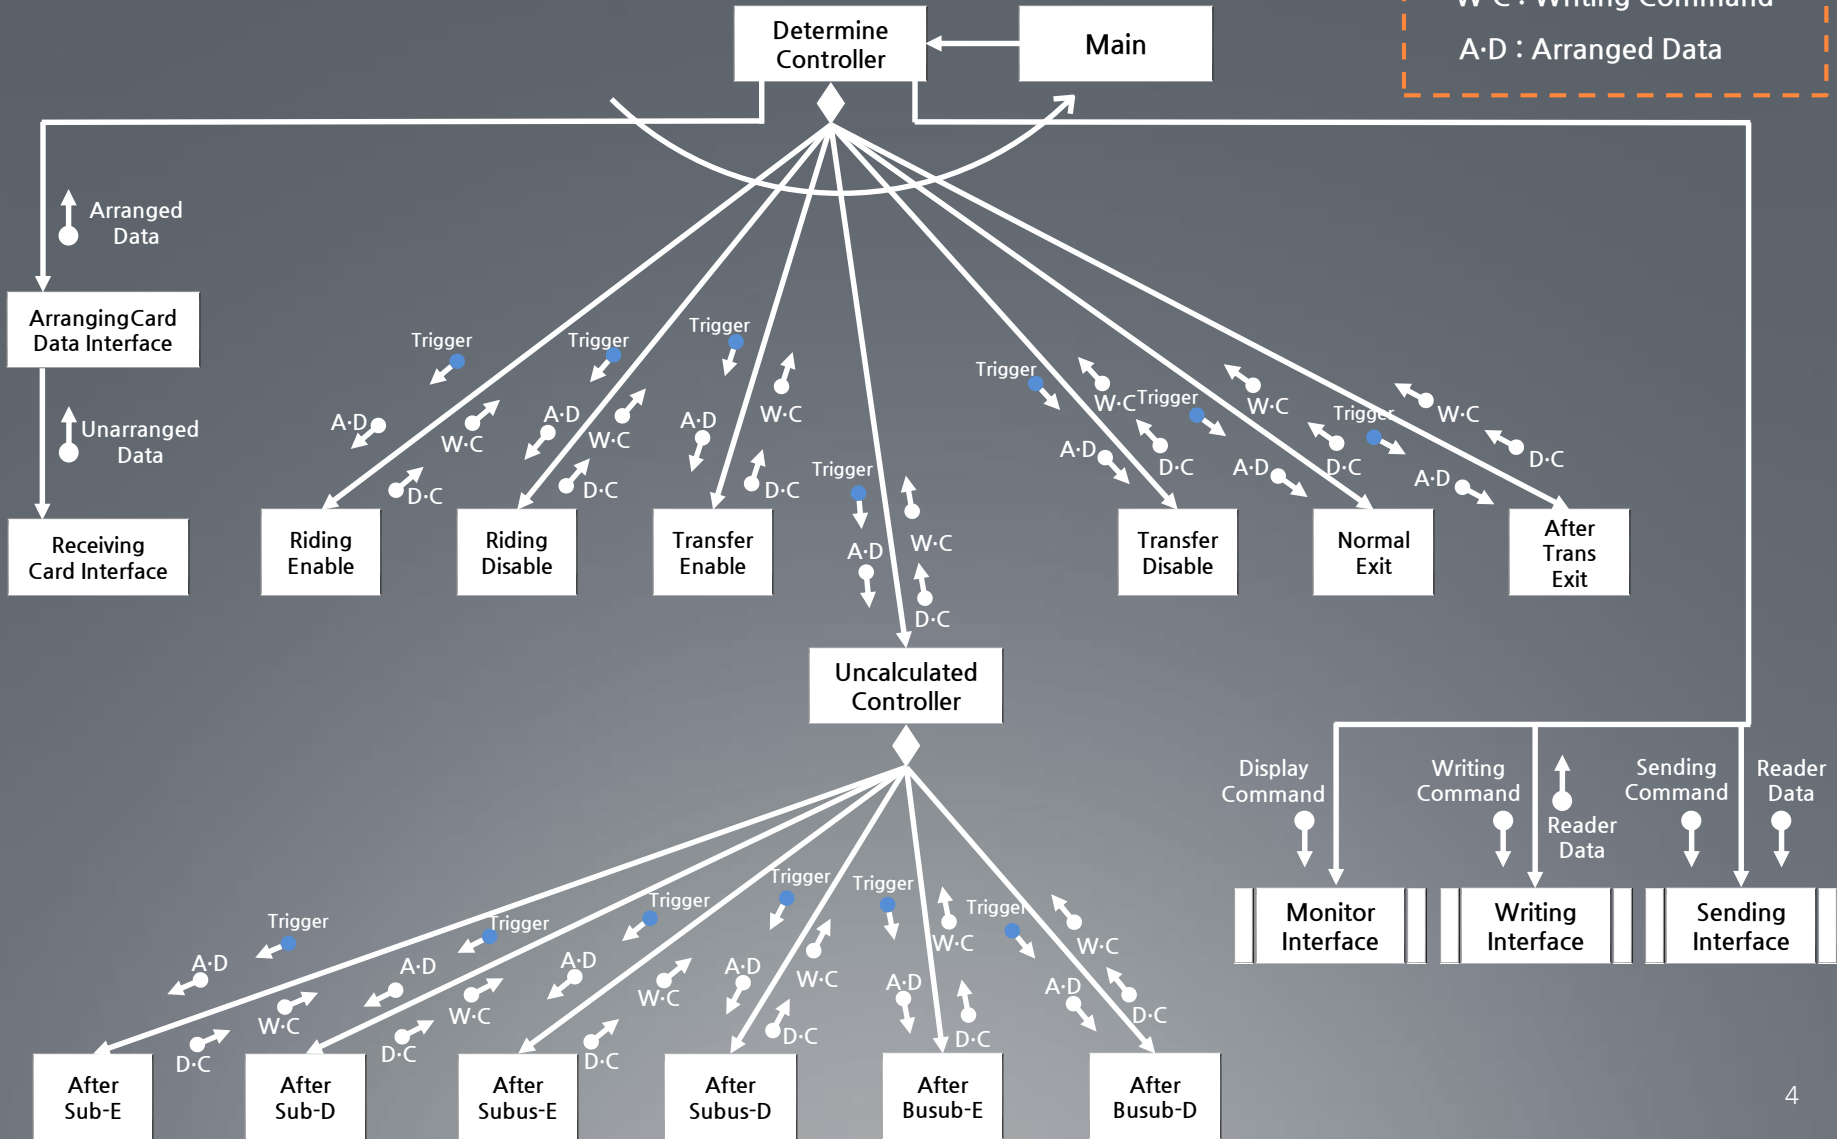 W·C : Writing Command
A·D : Arranged Data
Determine
Controller
Main
Arranged
Data
ArrangingCard
Data Interface
Unarranged
Data
Receiving
Card Interface
Trigger
A·D
W·C
D·C
Riding
Enable
Trigger
A·D
W·C
D·C
Riding
Disable
Trigger
A·D
W·C
D·C
Transfer
Enable
Trigger
A·D
W·C
D·C
Uncalculated
Controller
Trigger
A·D
W·C
D·C
Transfer
Disable
Trigger
A·D
W·C
D·C
Normal
Exit
Trigger
A·D
W·C
D·C
After
Trans
Exit
Display
Command
Monitor
Interface
Writing
Command
Reader
Data
Writing
Interface
Sending
Command
Reader
Data
Sending
Interface
Trigger
A·D
W·C
D·C
After
Sub-E
Trigger
A·D
W·C
D·C
After
Sub-D
Trigger
A·D
W·C
D·C
After
Subus-E
Trigger
A·D
W·C
D·C
After
Subus-D
Trigger
A·D
W·C
D·C
After
Busub-E
Trigger
A·D
W·C
D·C
After
Busub-D
4